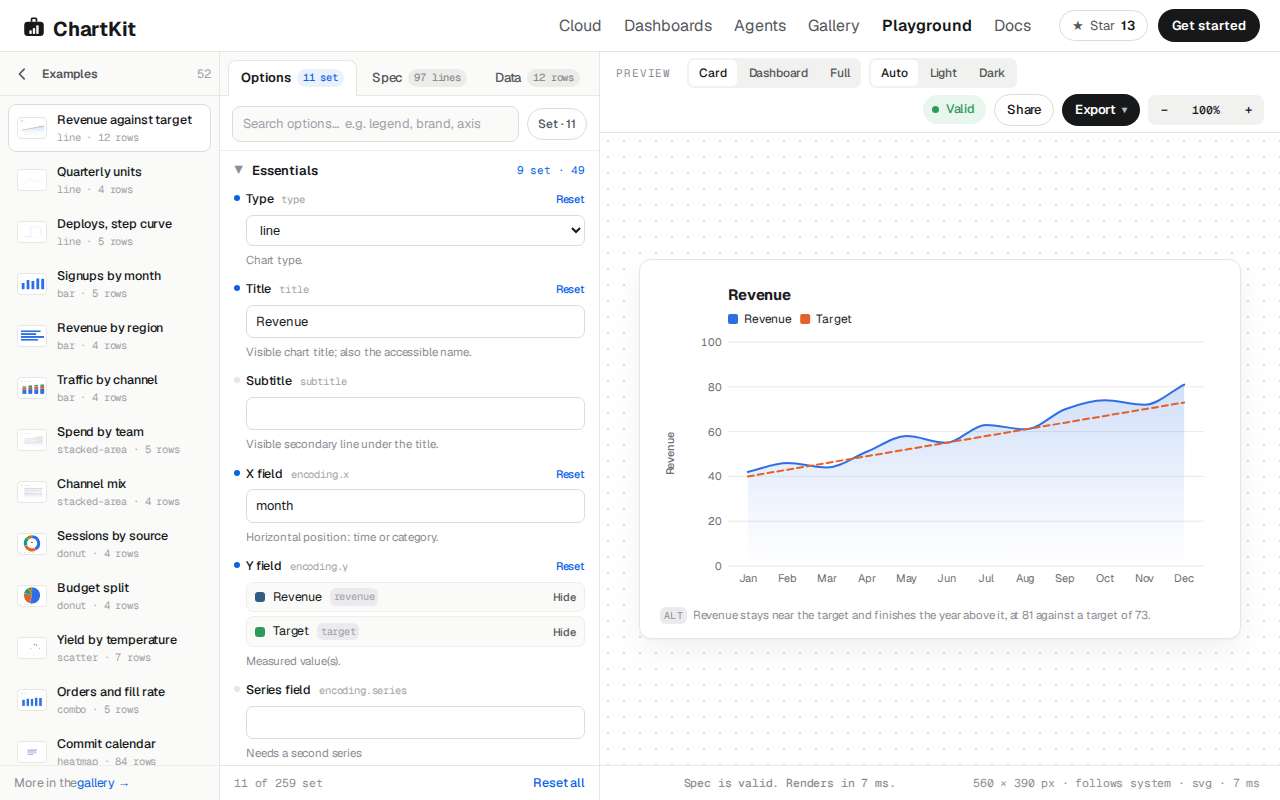 ChartKit
Cloud Dashboards Agents Gallery Playground Docs ★ Star 13 Get started
Examples 52
Revenue against target
line · 12 rows
Quarterly units
line · 4 rows
Deploys, step curve
line · 5 rows
Signups by month
bar · 5 rows
Revenue by region
bar · 4 rows
Traffic by channel
bar · 4 rows
Spend by team
stacked-area · 5 rows
Channel mix
stacked-area · 4 rows
Sessions by source
donut · 4 rows
Budget split
donut · 4 rows
Yield by temperature
scatter · 7 rows
Orders and fill rate
combo · 5 rows
Commit calendar
heatmap · 84 rows
More in the gallery →
Options 11 set Spec 97 lines Data 12 rows
Search options… e.g. legend, brand, axis Set · 11
▼ Essentials 9 set · 49
Type type Reset
line
Chart type.
Title title Reset
Revenue
Visible chart title; also the accessible name.
Subtitle subtitle
Visible secondary line under the title.
X field encoding.x Reset
month
Horizontal position: time or category.
Y field encoding.y Reset
Revenue revenue Hide
Target target Hide
Measured value(s).
Series field encoding.series
Needs a second series
11 of 259 set Reset all
PREVIEW Card Dashboard Full Auto Light Dark
Valid Share Export ▾ − 100% +
Revenue
Revenue Target
100
80
60
40
20
0
Revenue
Jan Feb Mar Apr May Jun Jul Aug Sep Oct Nov Dec
ALT Revenue stays near the target and finishes the year above it, at 81 against a target of 73.
Spec is valid. Renders in 7 ms. 560 × 390 px · follows system · svg · 7 ms